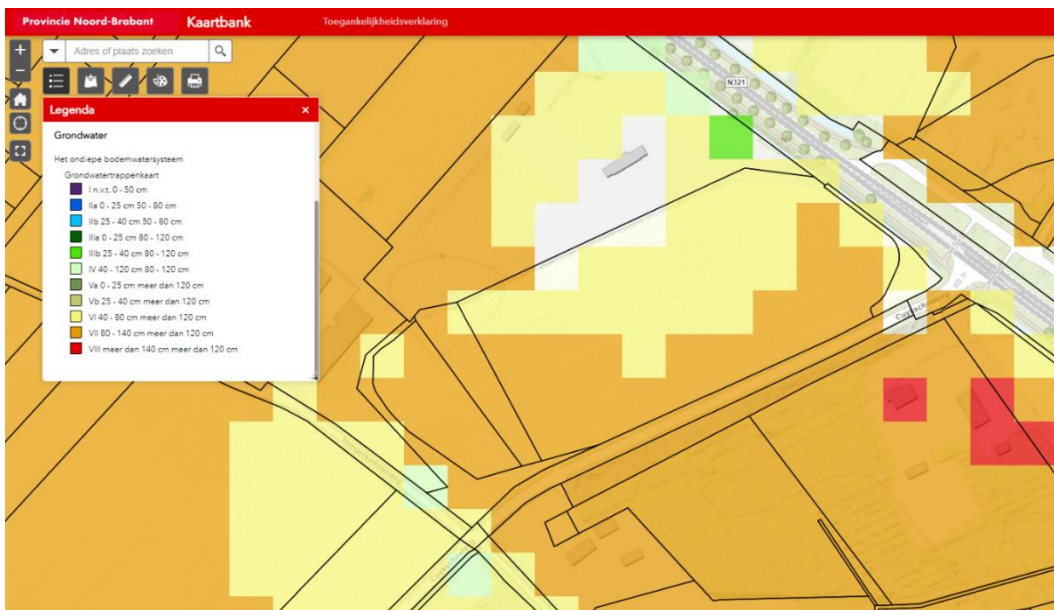 Provincie Noord-Brabant Kaartbank Toegankelijkheidsverklaring
+
Adres of plaats zoeken
−
N321
Legenda ×
Grondwater
Het ondiepe bodemwatersysteem
Grondwatertrappenkaart
I n.v.t. 0 - 50 cm
IIa 0 - 25 cm 50 - 80 cm
IIb 25 - 40 cm 50 - 80 cm
IIIa 0 - 25 cm 80 - 120 cm
IIIb 25 - 40 cm 80 - 120 cm
IV 40 - 120 cm 80 - 120 cm
Va 0 - 25 cm meer dan 120 cm
Vb 25 - 40 cm meer dan 120 cm
VI 40 - 80 cm meer dan 120 cm
VII 80 - 140 cm meer dan 120 cm
VIII meer dan 140 cm meer dan 120 cm